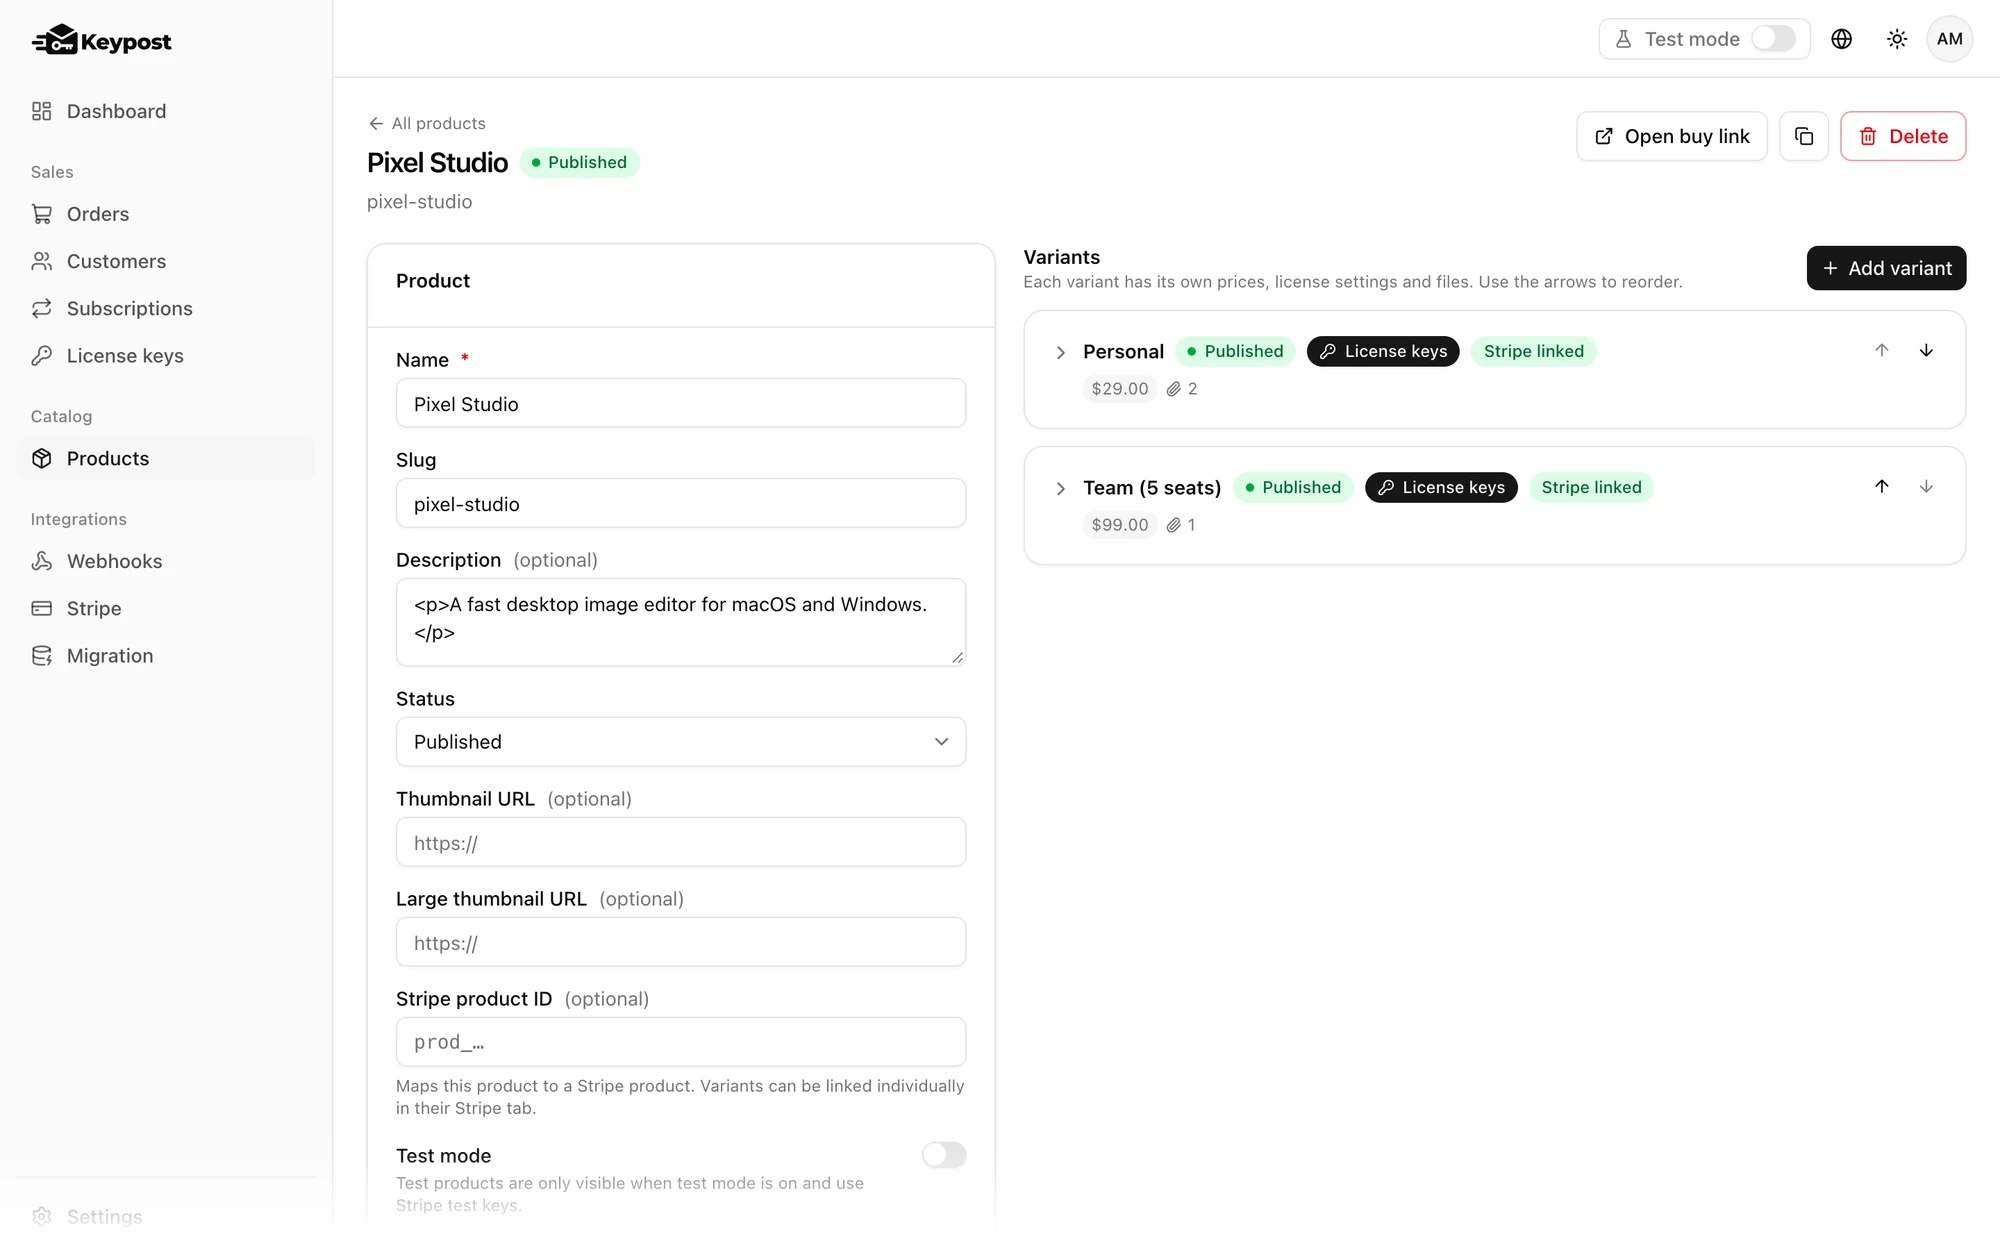 Keypost
Test mode
AM
Dashboard
Sales
Orders
Customers
Subscriptions
License keys
Catalog
Products
Integrations
Webhooks
Stripe
Migration
Settings
All products
Pixel Studio
Published
pixel-studio
Open buy link
Delete
Product
Name *
Pixel Studio
Slug
pixel-studio
Description (optional)
<p>A fast desktop image editor for macOS and Windows.
</p>
Status
Published
Thumbnail URL (optional)
https://
Large thumbnail URL (optional)
https://
Stripe product ID (optional)
prod_…
Maps this product to a Stripe product. Variants can be linked individually
in their Stripe tab.
Test mode
Test products are only visible when test mode is on and use
Stripe test keys.
Variants
Each variant has its own prices, license settings and files. Use the arrows to reorder.
+ Add variant
Personal Published License keys Stripe linked
$29.00 2
Team (5 seats) Published License keys Stripe linked
$99.00 1